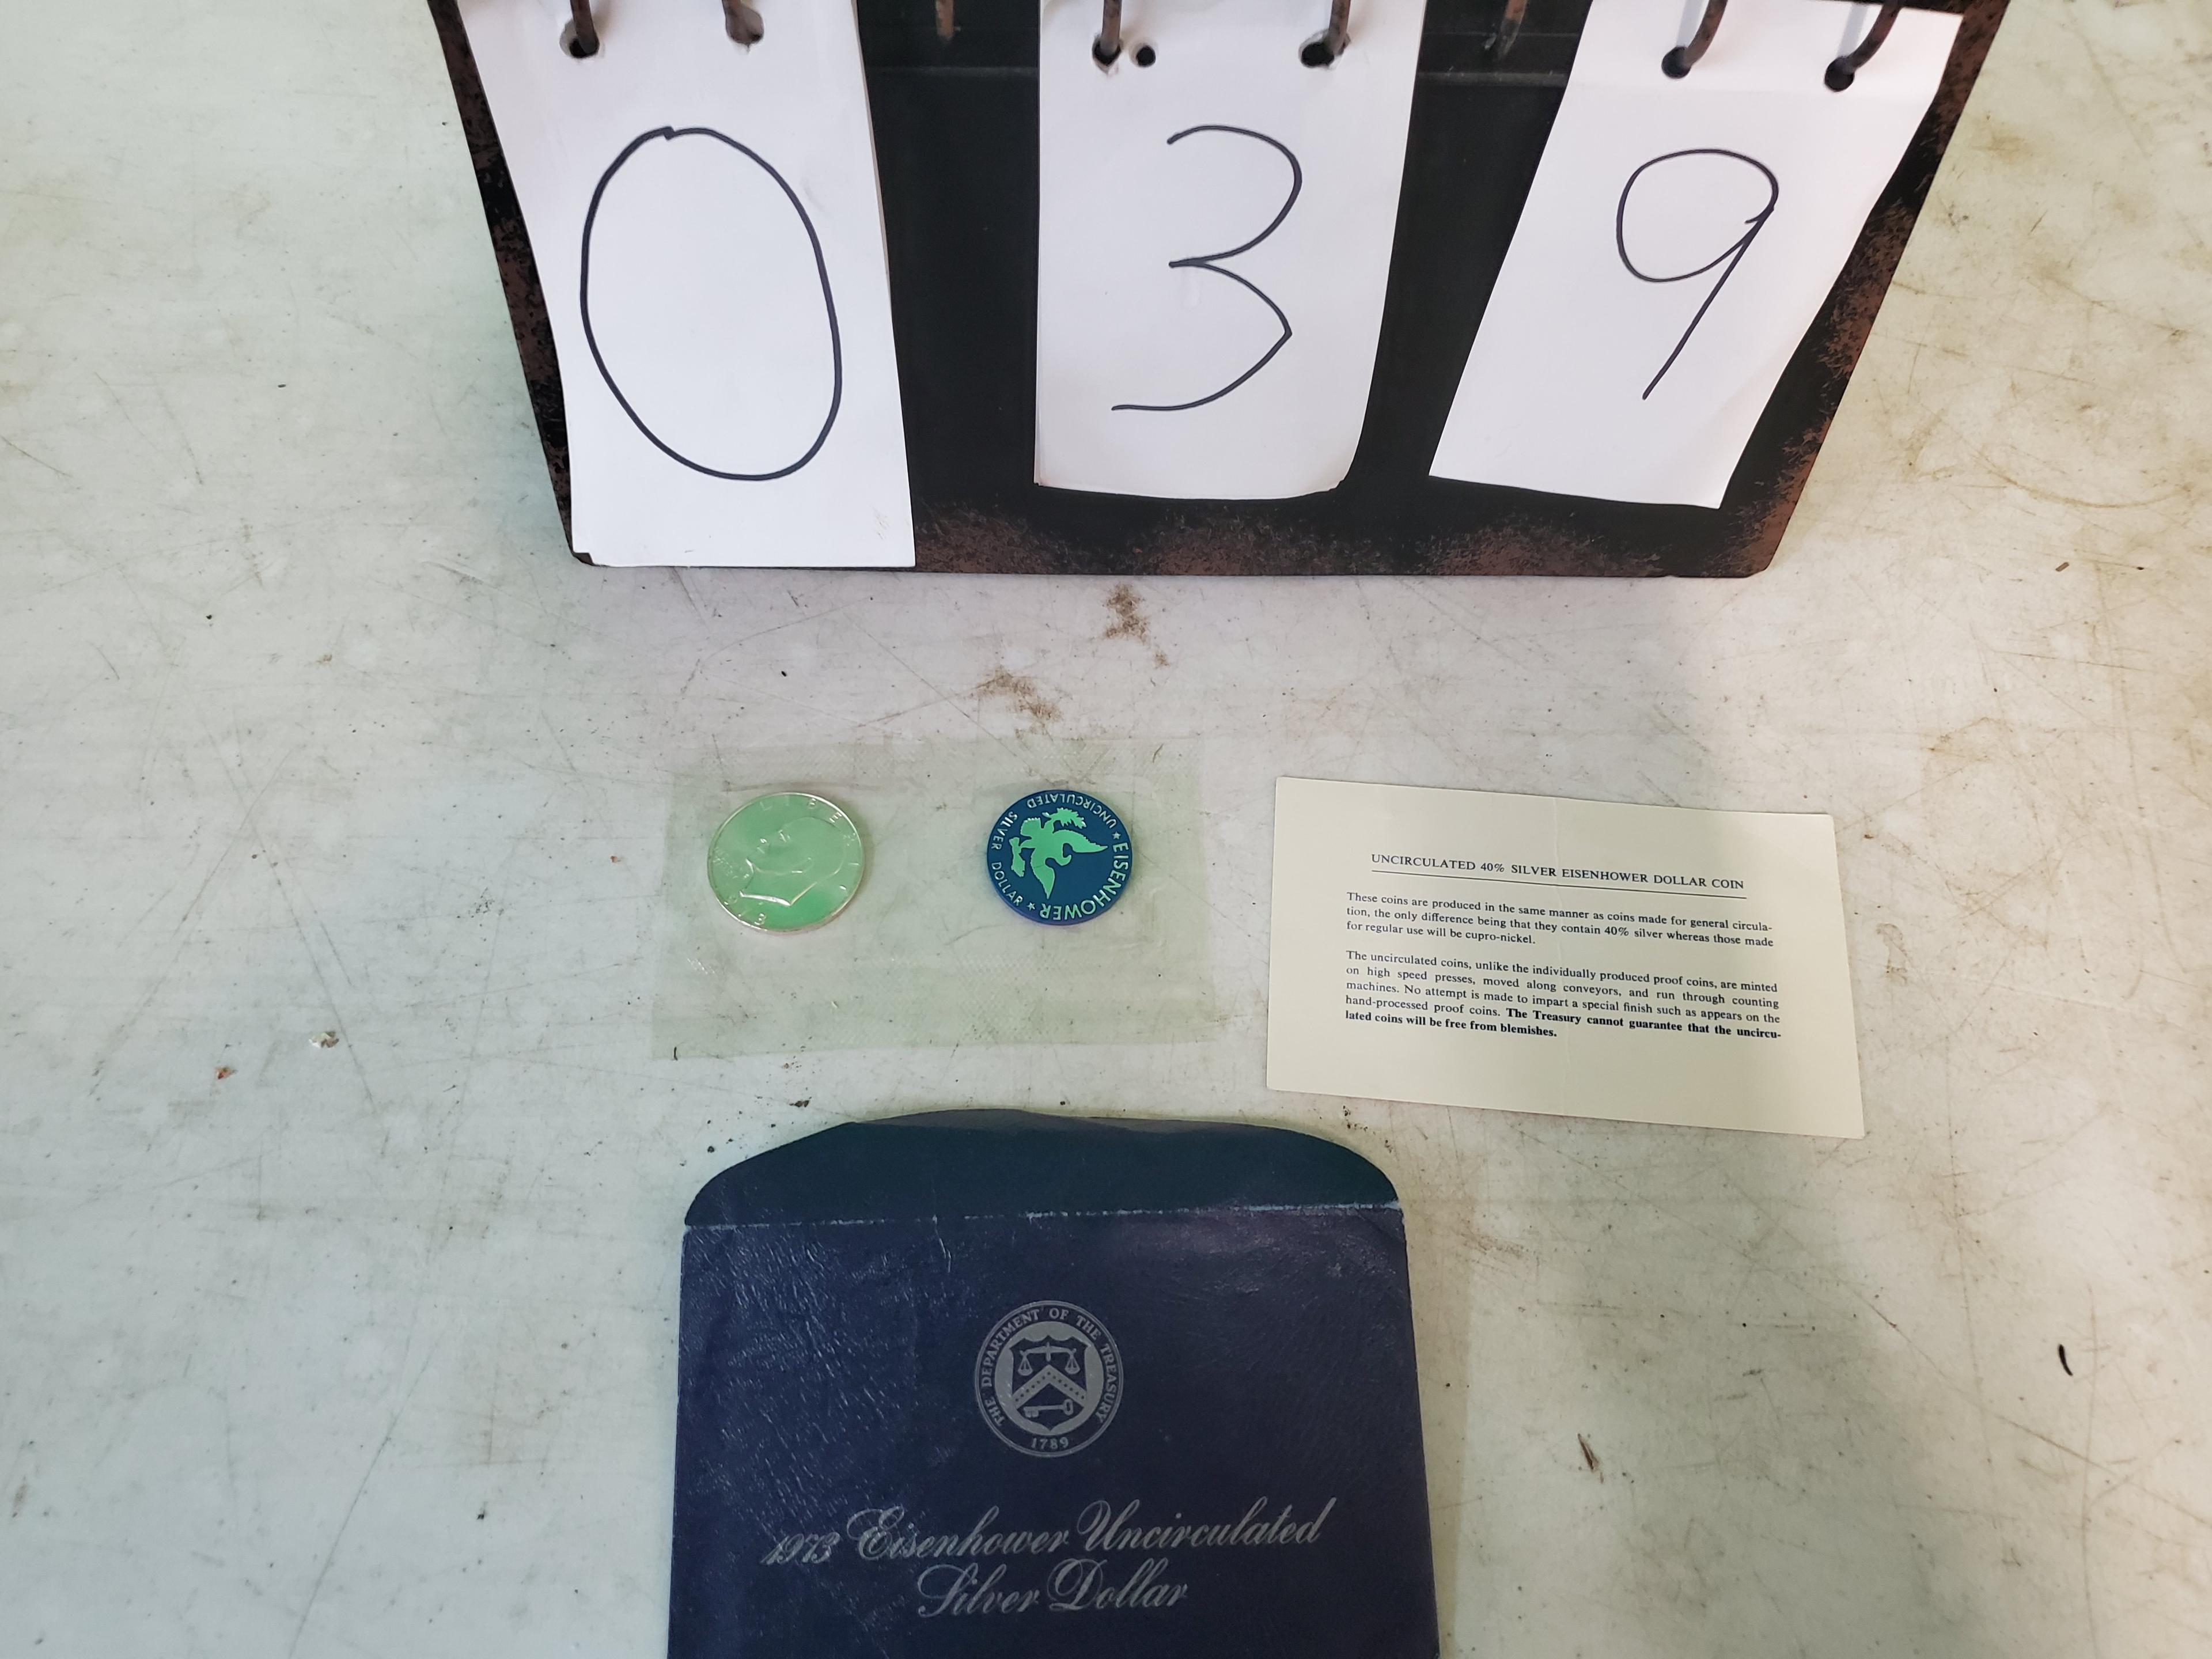 0 3 9
LIBERTY
1973
EISENHOWER
★ UNCIRCULATED SILVER DOLLAR ★
UNCIRCULATED 40% SILVER EISENHOWER DOLLAR COIN
These coins are produced in the same manner as coins made for general circula-
tion, the only difference being that they contain 40% silver whereas those made
for regular use will be cupro-nickel.
The uncirculated coins, unlike the individually produced proof coins, are minted
on high speed presses, moved along conveyors, and run through counting
machines. No attempt is made to impart a special finish such as appears on the
hand-processed proof coins. The Treasury cannot guarantee that the uncircu-
lated coins will be free from blemishes.
THE DEPARTMENT OF THE TREASURY
1789
1973 Eisenhower Uncirculated
Silver Dollar